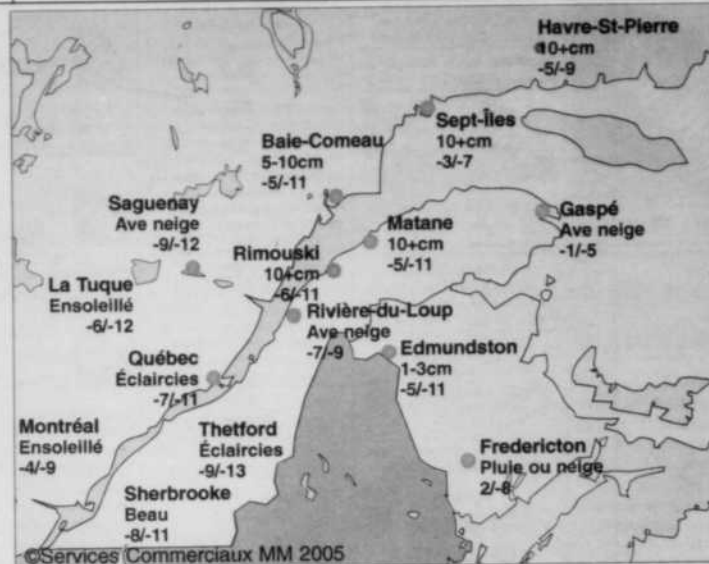 Havre-St-Pierre
10+cm
-5/-9
Sept-Îles
10+cm
-3/-7
Baie-Comeau
5-10cm
-5/-11
Saguenay
Ave neige
-9/-12
Matane
10+cm
-5/-11
Gaspé
Ave neige
-1/-5
Rimouski
10+cm
-6/-11
La Tuque
Ensoleillé
-6/-12
Rivière-du-Loup
Ave neige
-7/-9
Edmundston
1-3cm
-5/-11
Québec
Éclaircies
-7/-11
Montréal
Ensoleillé
-4/-9
Thetford
Éclaircies
-9/-13
Fredericton
Pluie ou neige
2/-8
Sherbrooke
Beau
-8/-11
©Services Commerciaux MM 2005